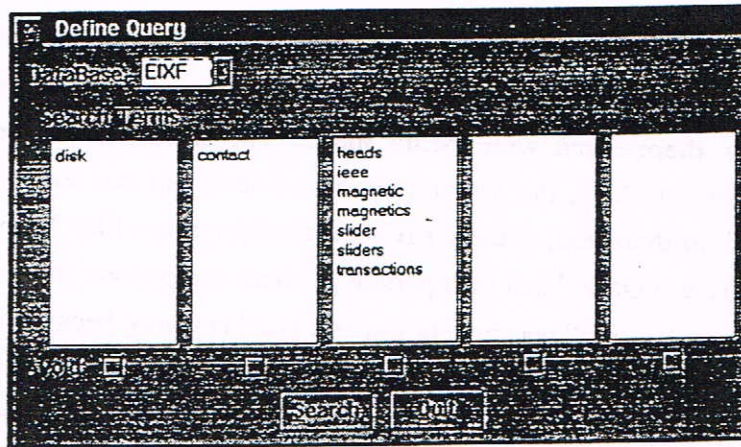 Define Query
DataBase: EIXF
Search Terms
disk
contact
heads
ieee
magnetic
magnetics
slider
sliders
transactions
Search
Quit